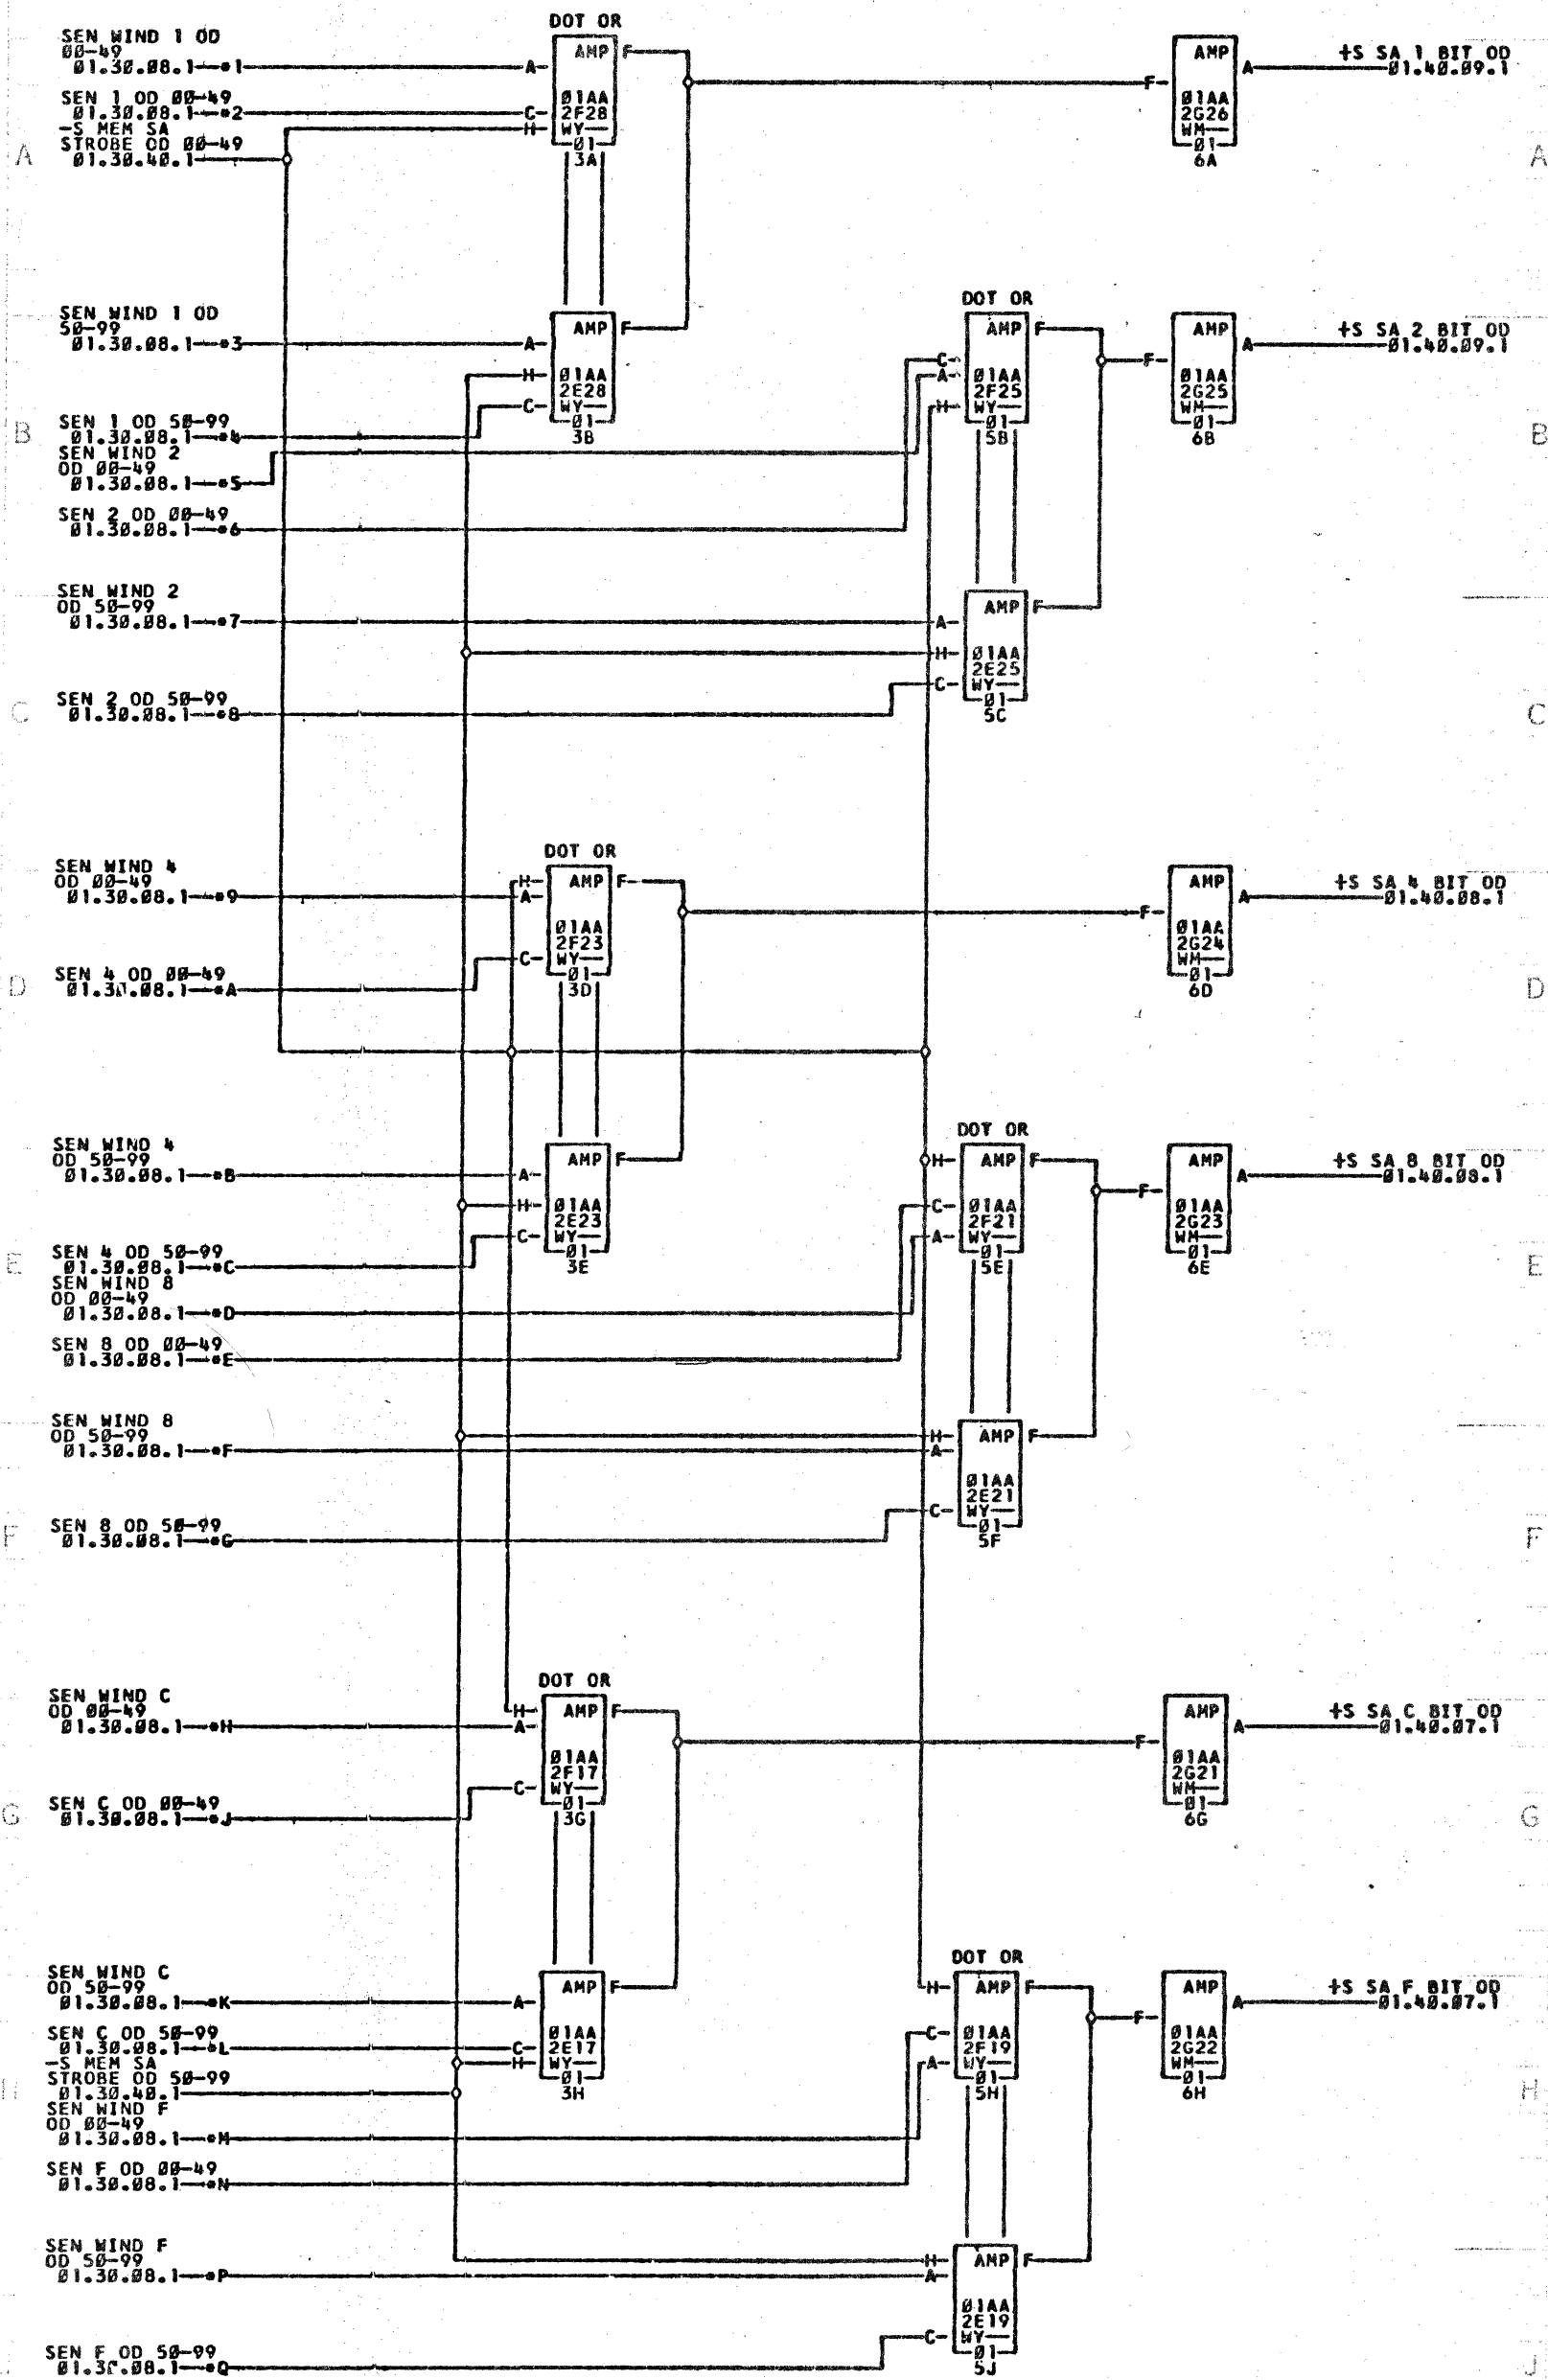 DOT OR
SEN WIND 1 OD
00-49
01.30.08.1 *1
A
AMP F
AMP
F
A
+S SA 1 BIT OD
01.40.09.1
SEN 1 OD 00-49
01.30.08.1 *2
C
01AA
2F28
01AA
2G26
-S MEM SA
H
WY
WM
STROBE OD 00-49
01
01
A
01.30.40.1
3A
6A
A
SEN WIND 1 OD
50-99
01.30.08.1 *3
A
AMP F
DOT OR
AMP F
AMP
A
+S SA 2 BIT OD
01.40.09.1
H
01AA
2E28
C
WY
01
3B
C
A
01AA
2F25
H
WY
01
5B
F
01AA
2G25
WM
01
6B
B
B
SEN 1 OD 50-99
01.30.08.1 *4
SEN WIND 2
OD 00-49
01.30.08.1 *5
SEN 2 OD 00-49
01.30.08.1 *6
SEN WIND 2
OD 50-99
01.30.08.1 *7
A
AMP F
H
01AA
2E25
C
WY
01
5C
SEN 2 OD 50-99
01.30.08.1 *8
C
C
DOT OR
SEN WIND 4
OD 00-49
01.30.08.1 *9
H
A
AMP F
AMP
F
A
+S SA 4 BIT OD
01.40.08.1
01AA
2F23
C
WY
01
3D
01AA
2G24
WM
01
6D
SEN 4 OD 00-49
01.30.08.1 *A
D
D
SEN WIND 4
OD 50-99
01.30.08.1 *B
A
AMP F
DOT OR
H
AMP F
AMP
F
A
+S SA 8 BIT OD
01.40.08.1
H
01AA
2E23
C
WY
01
3E
C
01AA
2F21
A
WY
01
5E
01AA
2G23
WM
01
6E
E
E
SEN 4 OD 50-99
01.30.08.1 *C
SEN WIND 8
OD 00-49
01.30.08.1 *D
SEN 8 OD 00-49
01.30.08.1 *E
SEN WIND 8
OD 50-99
01.30.08.1 *F
H
A
AMP F
01AA
2E21
C
WY
01
5F
SEN 8 OD 50-99
01.30.08.1 *G
F
F
DOT OR
SEN WIND C
OD 00-49
01.30.08.1 *H
H
A
AMP F
AMP
F
A
+S SA C BIT OD
01.40.07.1
01AA
2F17
C
WY
01
3G
01AA
2G21
WM
01
6G
SEN C OD 00-49
01.30.08.1 *J
G
G
SEN WIND C
OD 50-99
01.30.08.1 *K
A
AMP F
DOT OR
H
AMP F
AMP
F
A
+S SA F BIT OD
01.40.07.1
SEN C OD 50-99
01.30.08.1 *L
C
01AA
2E17
H
WY
01
3H
C
01AA
2F19
A
WY
01
5H
01AA
2G22
WM
01
6H
-S MEM SA
STROBE OD 50-99
01.30.40.1
H
SEN WIND F
OD 00-49
01.30.08.1 *M
SEN F OD 00-49
01.30.08.1 *N
SEN WIND F
OD 50-99
01.30.08.1 *P
H
A
AMP F
01AA
2E19
C
WY
01
5J
SEN F OD 50-99
01.30.08.1 *Q
J